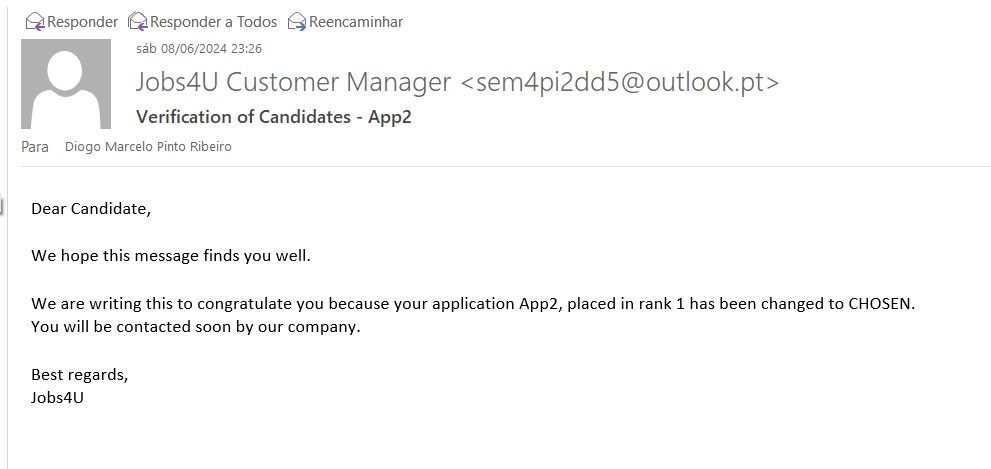 Responder Responder a Todos Reencaminhar
sáb 08/06/2024 23:26
Jobs4U Customer Manager <sem4pi2dd5@outlook.pt>
Verification of Candidates - App2
Para Diogo Marcelo Pinto Ribeiro
Dear Candidate,
We hope this message finds you well.
We are writing this to congratulate you because your application App2, placed in rank 1 has been changed to CHOSEN.
You will be contacted soon by our company.
Best regards,
Jobs4U